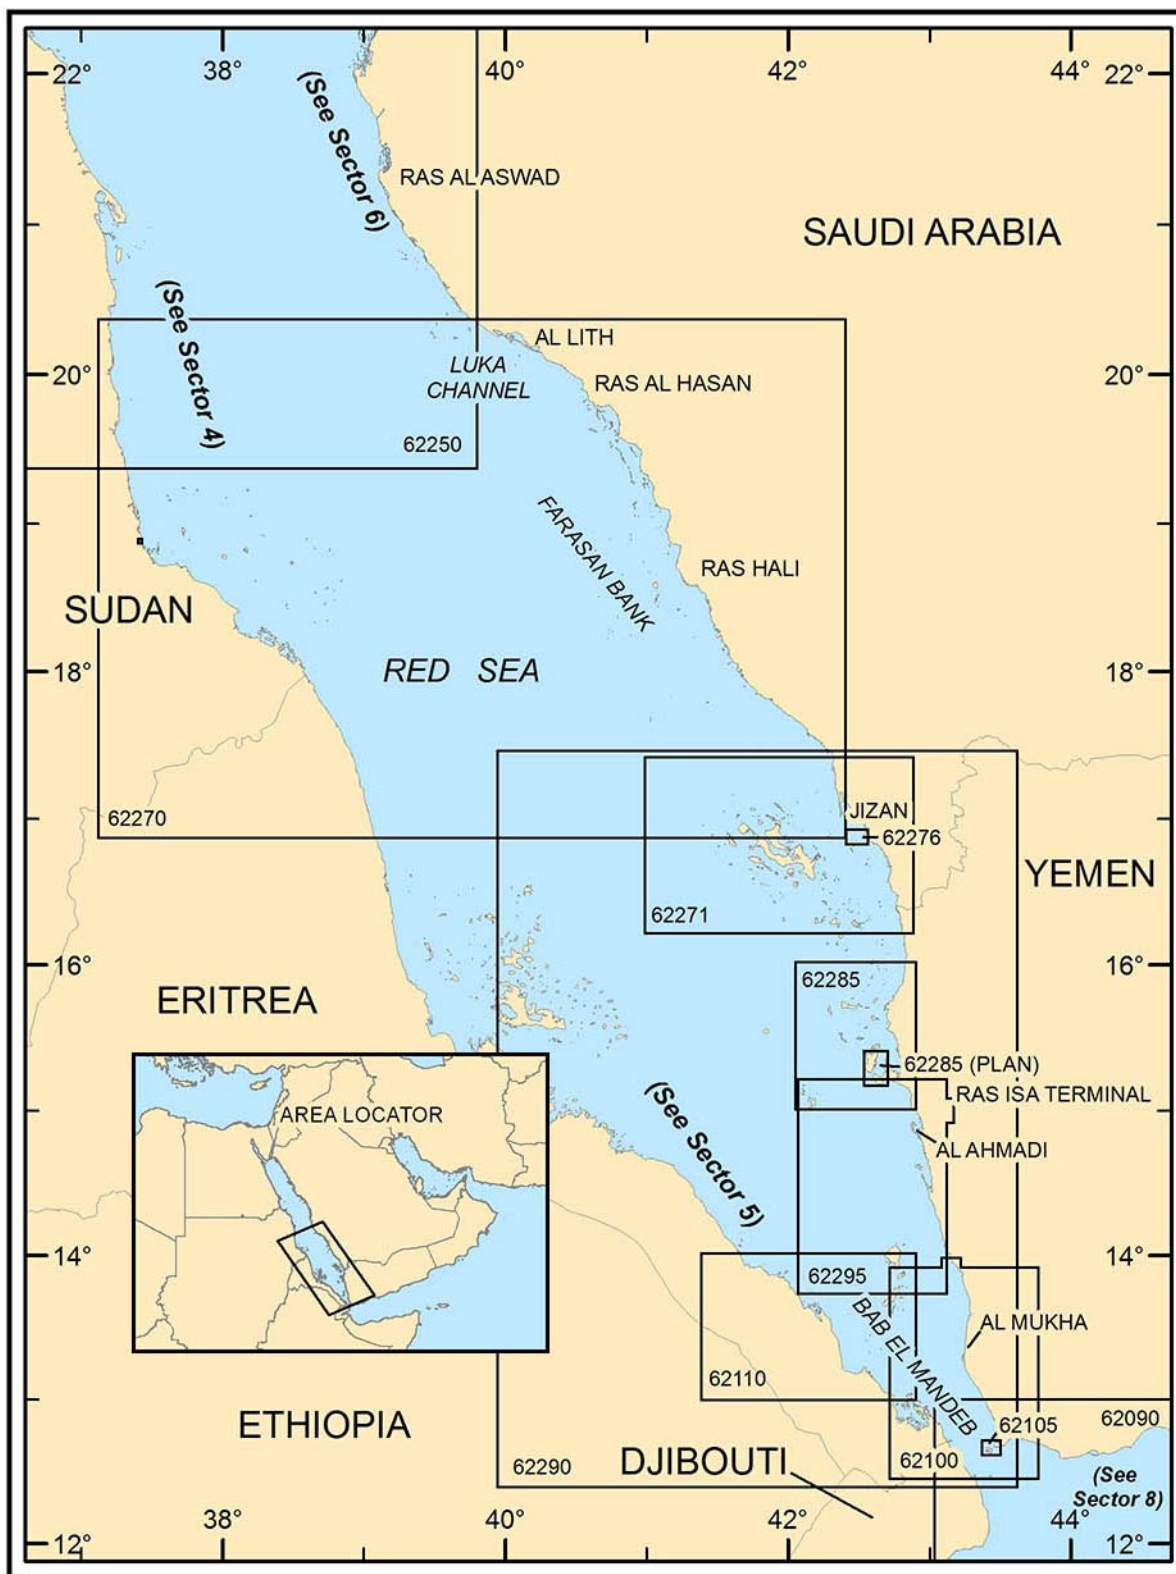 38°
40°
42°
44°
22°
22°
(See Sector 6)
RAS AL ASWAD
SAUDI ARABIA
(See Sector 4)
AL LITH
LUKA
CHANNEL
20°
20°
RAS AL HASAN
62250
FARASAN BANK
RAS HALI
SUDAN
RED SEA
18°
18°
62270
JIZAN
62276
YEMEN
62271
16°
16°
62285
ERITREA
62285 (PLAN)
RAS ISA TERMINAL
AREA LOCATOR
(See Sector 5)
AL AHMADI
14°
14°
62295
BAB EL MANDEB
AL MUKHA
62110
ETHIOPIA
62105
62090
62100
DJIBOUTI
62290
(See
Sector 8)
38°
40°
42°
44°
12°
12°